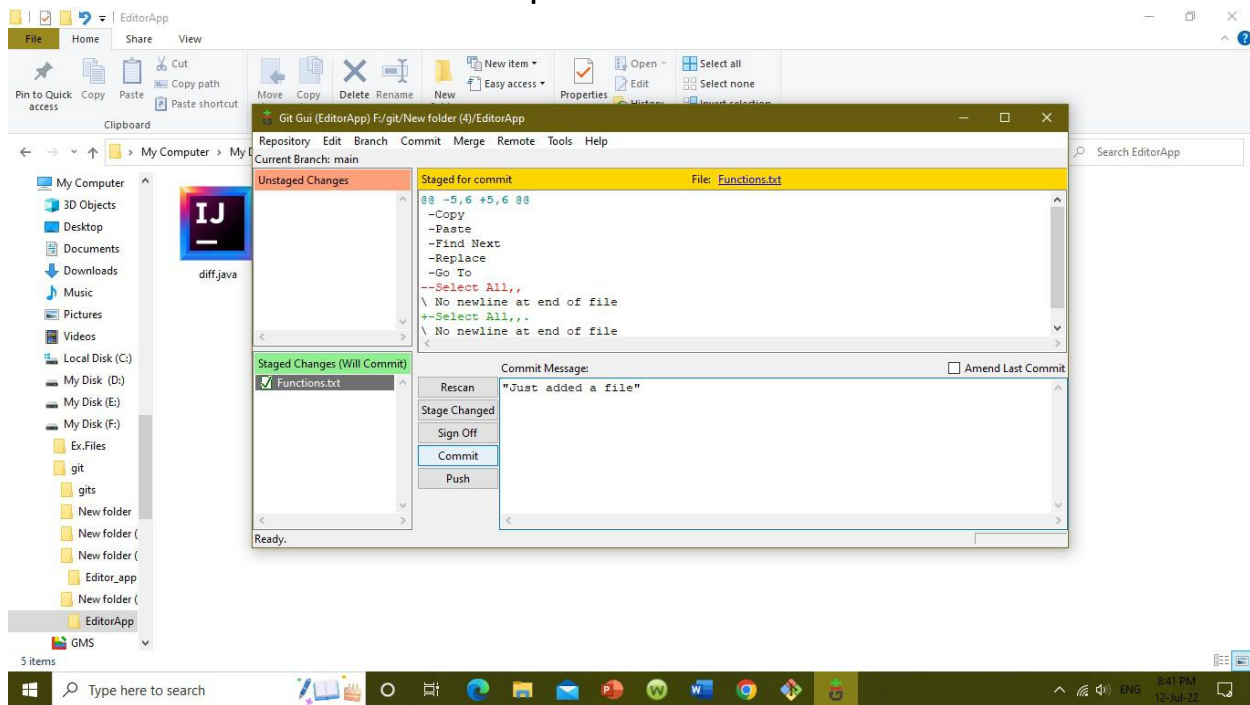 EditorApp
File Home Share View
Pin to Quick access
Copy
Paste
Cut
Copy path
Paste shortcut
Clipboard
Move
Copy
Delete
Rename
New
New item
Easy access
Properties
Open
Edit
History
Select all
Select none
Invert selection
My Computer
Search EditorApp
My Computer
3D Objects
Desktop
Documents
Downloads
Music
Pictures
Videos
Local Disk (C:)
My Disk (D:)
My Disk (E:)
My Disk (F:)
Ex.Files
git
gits
New folder
New folder (
New folder (
Editor_app
New folder (
EditorApp
GMS
5 items
IJ
diff.java
Git Gui (EditorApp) F:/git/New folder (4)/EditorApp
Repository Edit Branch Commit Merge Remote Tools Help
Current Branch: main
Unstaged Changes
Staged for commit File: Functions.txt
@@ -5,6 +5,6 @@
-Copy
-Paste
-Find Next
-Replace
-Go To
--Select All,,
\ No newline at end of file
+-Select All,,.
\ No newline at end of file
Staged Changes (Will Commit)
Functions.txt
Commit Message:
Amend Last Commit
Rescan
Stage Changed
Sign Off
Commit
Push
"Just added a file"
Ready.
Type here to search
ENG
8:41 PM
12-Jul-22